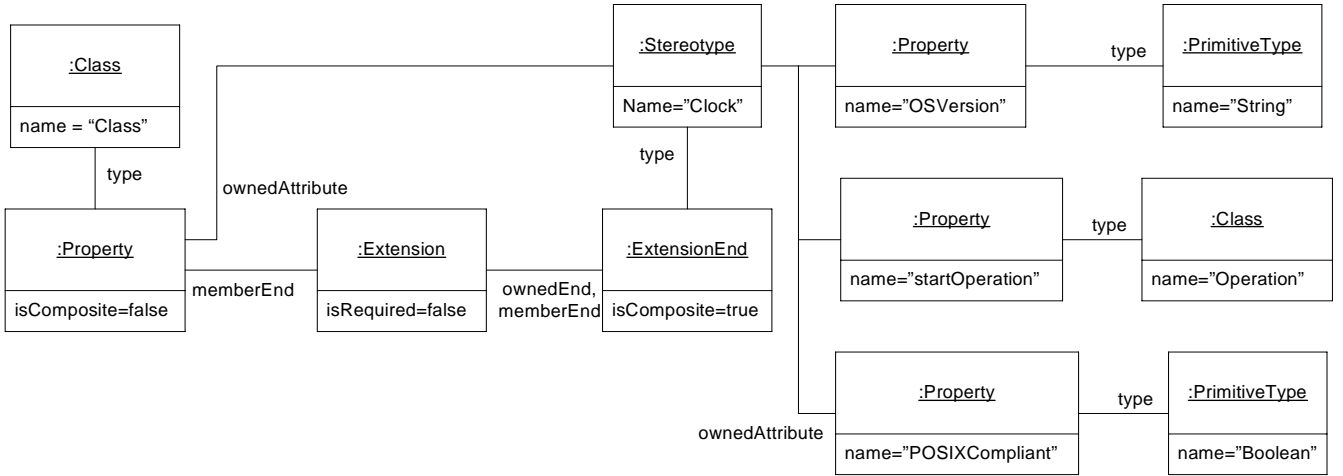 :Class
name = “Class”
type
:Stereotype
Name=”Clock”
type
:Property
name=”OSVersion”
type
:PrimitiveType
name=”String”
ownedAttribute
:Property
isComposite=false
memberEnd
:Extension
isRequired=false
ownedEnd,
memberEnd
:ExtensionEnd
isComposite=true
:Property
name=”startOperation”
type
:Class
name=”Operation”
ownedAttribute
:Property
name=”POSIXCompliant”
type
:PrimitiveType
name=”Boolean”